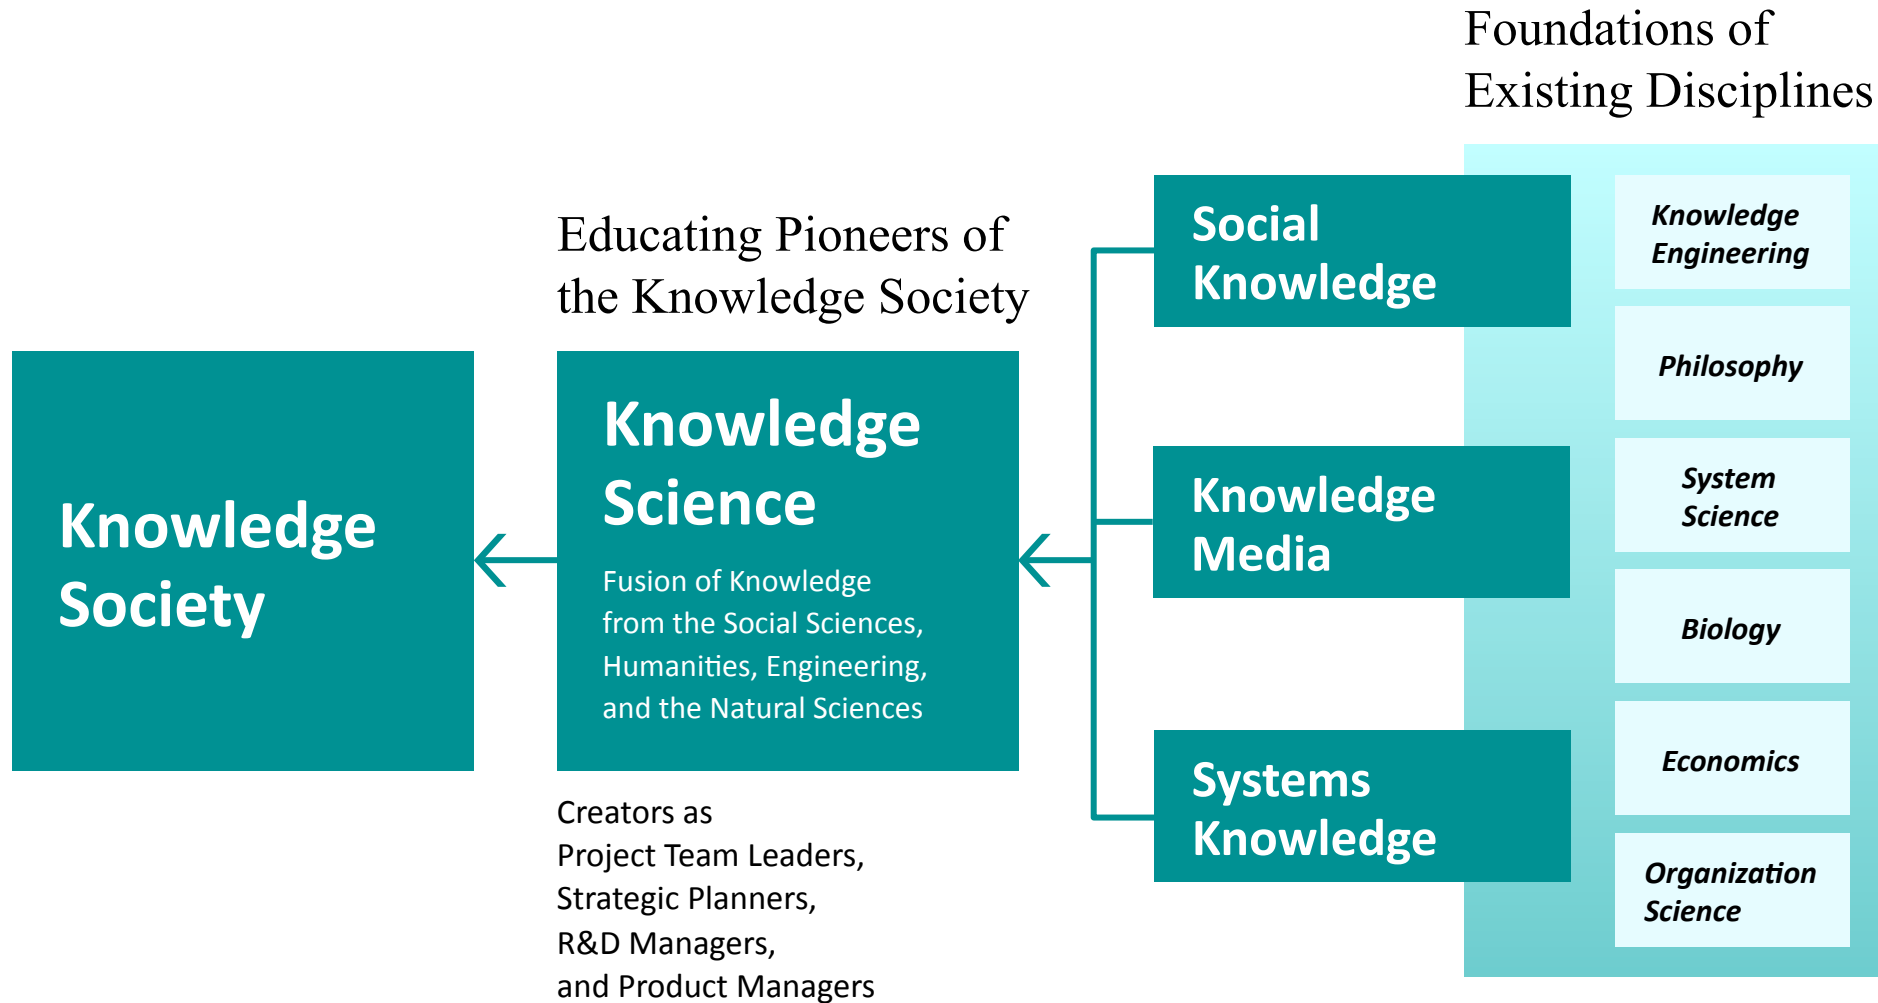 Foundations of
Existing Disciplines
Educating Pioneers of
the Knowledge Society
Knowledge
Society
Knowledge
Science
Fusion of Knowledge
from the Social Sciences,
Humanities, Engineering,
and the Natural Sciences
Creators as
Project Team Leaders,
Strategic Planners,
R&D Managers,
and Product Managers
Social
Knowledge
Knowledge
Media
Systems
Knowledge
Knowledge
Engineering
Philosophy
System
Science
Biology
Economics
Organization
Science